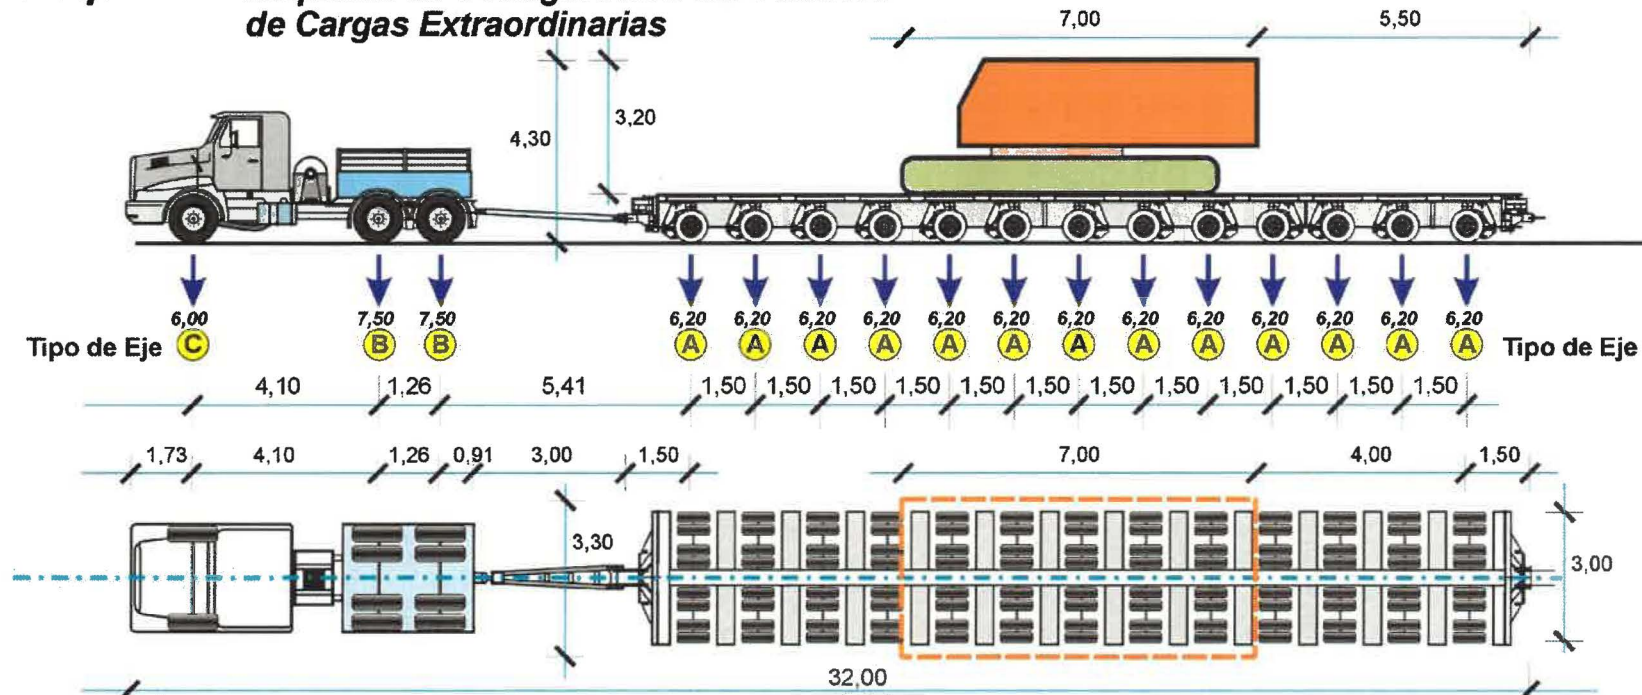 de Cargas Extraordinarias
7,00 5,50
3,20
4,30
6,00 7,50 7,50 6,20 6,20 6,20 6,20 6,20 6,20 6,20 6,20 6,20 6,20 6,20 6,20 6,20
Tipo de Eje C B B A A A A A A A A A A A A A Tipo de Eje
4,10 1,26 5,41 1,50 1,50 1,50 1,50 1,50 1,50 1,50 1,50 1,50 1,50 1,50 1,50
1,73 4,10 1,26 0,91 3,00 1,50 7,00 4,00 1,50
3,30
3,00
32,00